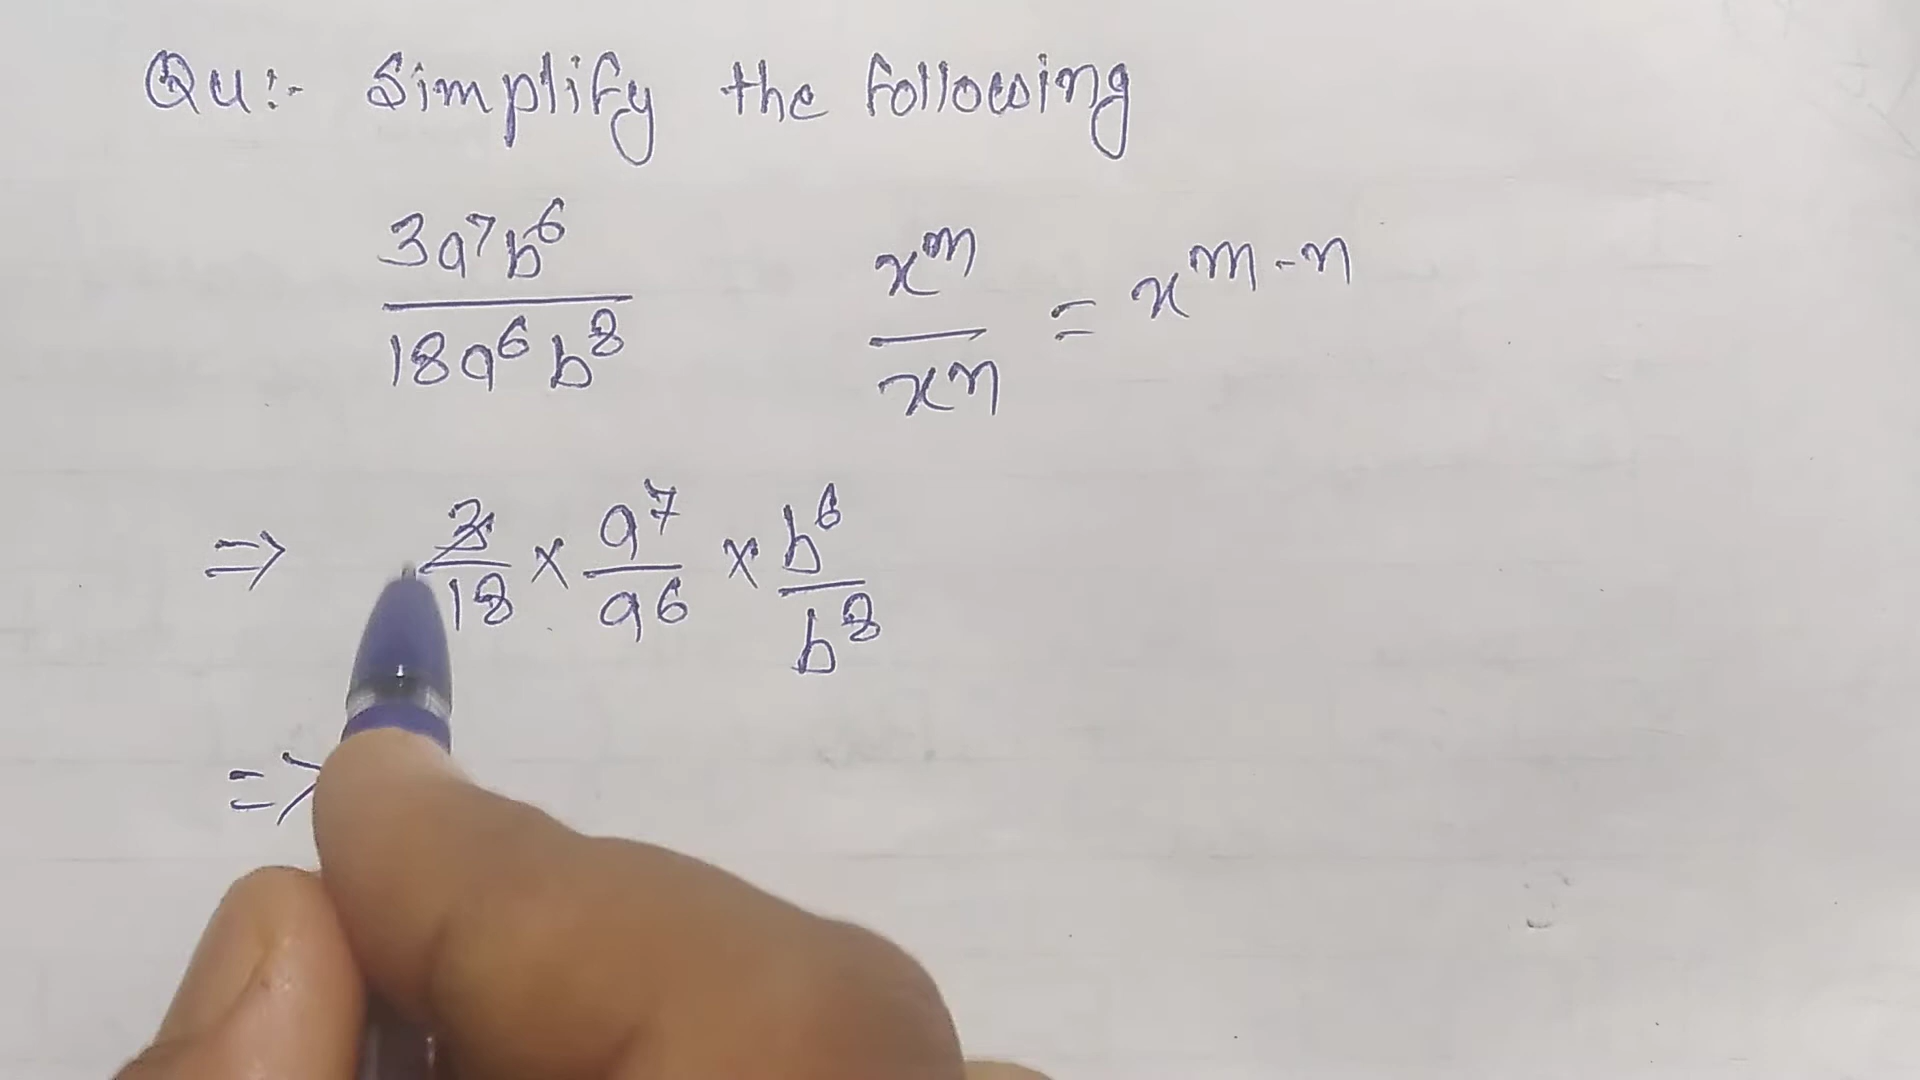 Qu:- Simplify the following
3a⁷b⁶ / 18a⁶b⁸
xᵐ / xⁿ = xᵐ⁻ⁿ
⇒ 3/18 × a⁷/a6 × b⁶/b⁸
⇒